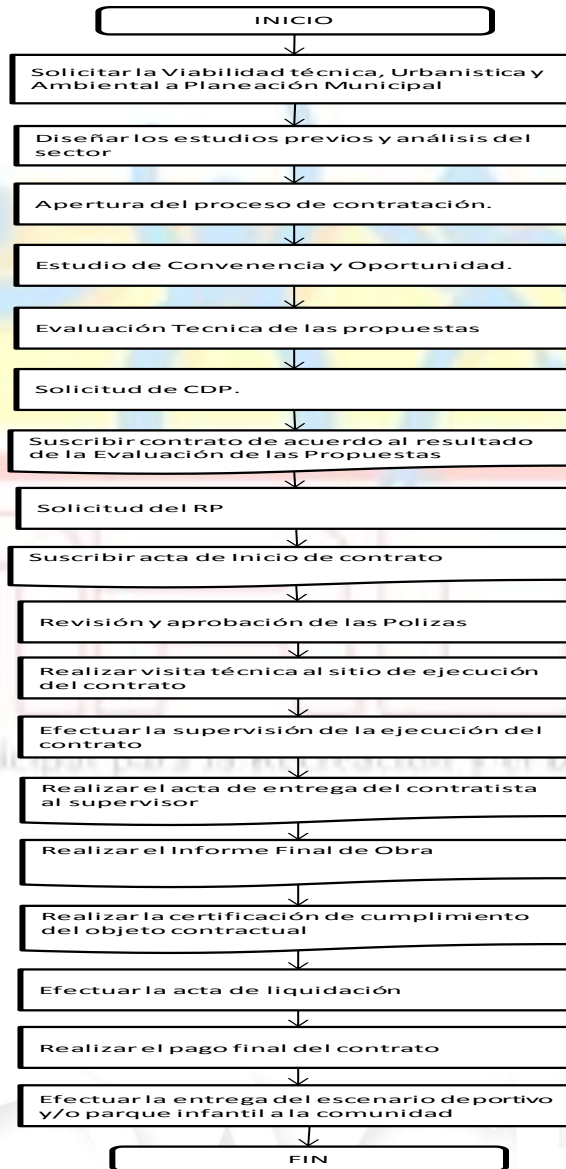 INICIO
Solicitar la Viabilidad técnica, Urbanistica y
Ambiental a Planeación Municipal
Diseñar los estudios previos y análisis del
sector
Apertura del proceso de contratación.
Estudio de Convenencia y Oportunidad.
Evaluación Tecnica de las propuestas
Solicitud de CDP.
Suscribir contrato de acuerdo al resultado
de la Evaluación de las Propuestas
Solicitud del RP
Suscribir acta de Inicio de contrato
Revisión y aprobación de las Polizas
Realizar visita técnica al sitio de ejecución
del contrato
Efectuar la supervisión de la ejecución del
contrato
Realizar el acta de entrega del contratista
al supervisor
Realizar el Informe Final de Obra
Realizar la certificación de cumplimiento
del objeto contractual
Efectuar la acta de liquidación
Realizar el pago final del contrato
Efectuar la entrega del escenario deportivo
y/o parque infantil a la comunidad
FIN